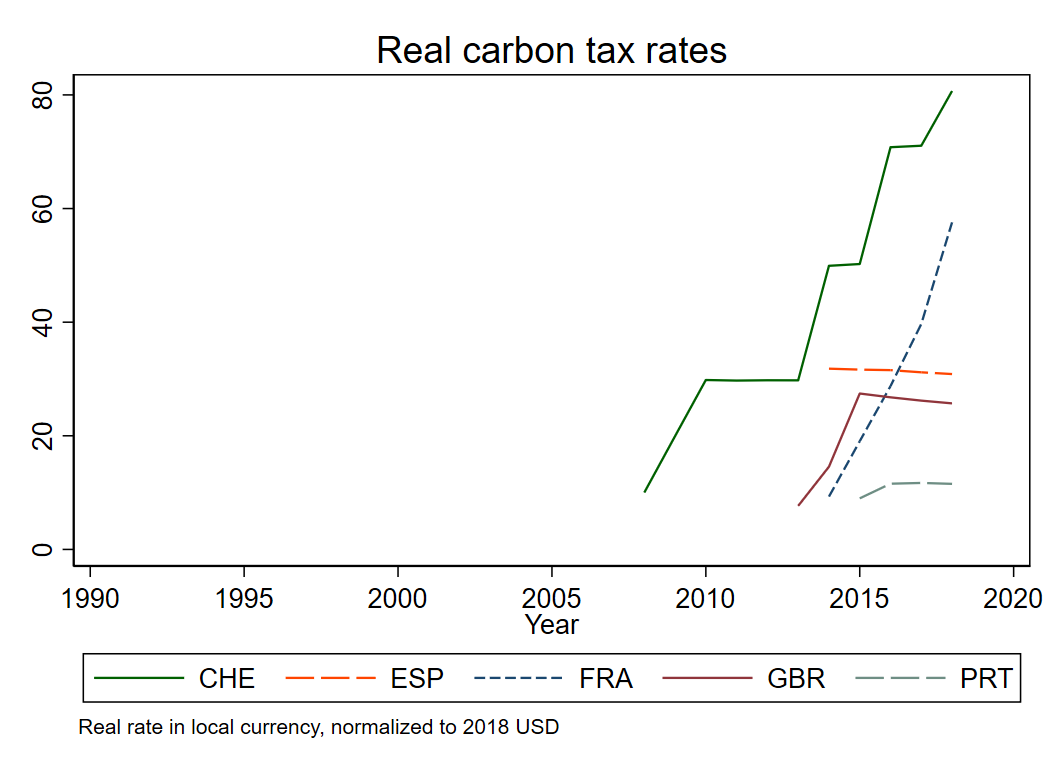 Real carbon tax rates
80
60
40
20
0
1990 1995 2000 2005 2010 2015 2020
Year
CHE ESP FRA GBR PRT
Real rate in local currency, normalized to 2018 USD